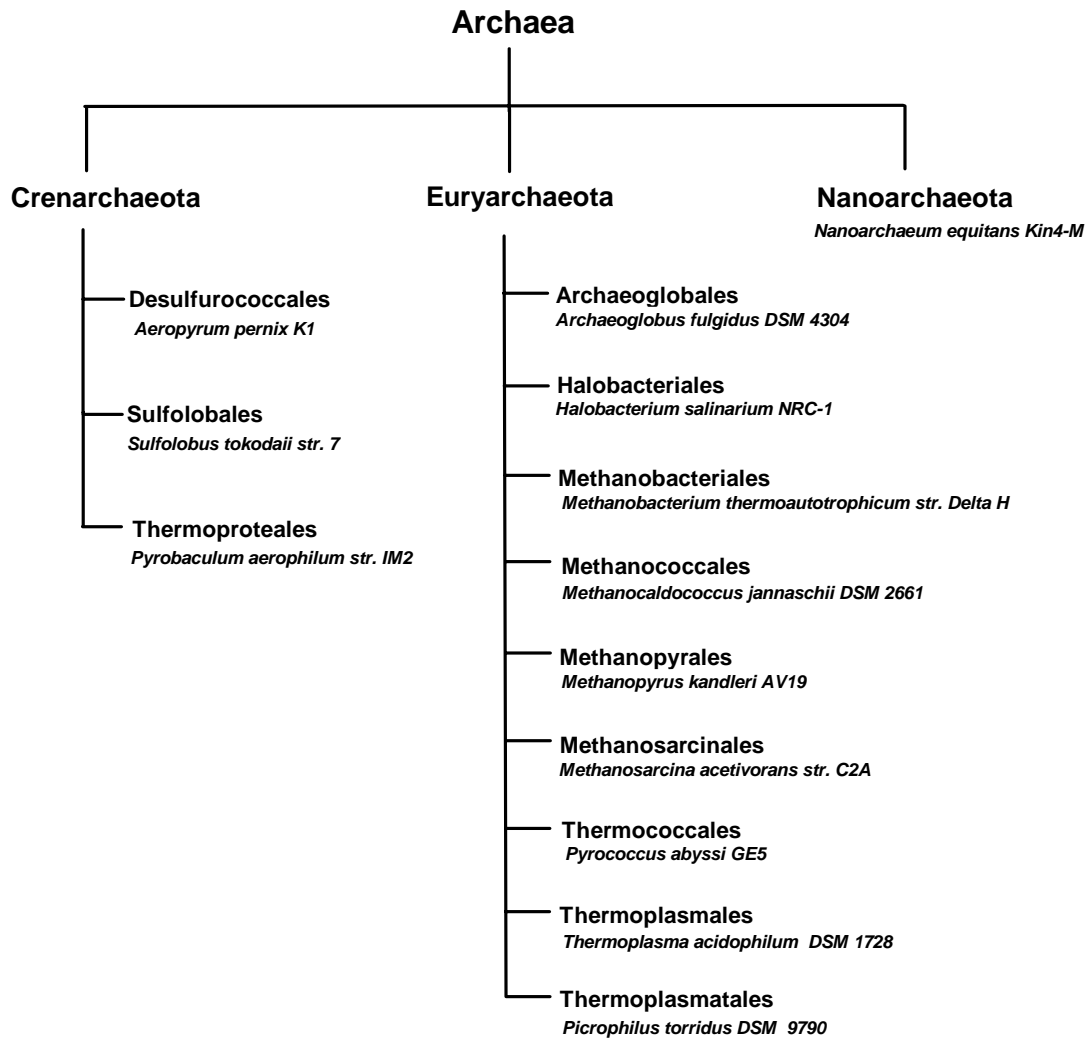 Archaea
Crenarchaeota
Desulfurococcales
Aeropyrum pernix K1
Sulfolobales
Sulfolobus tokodaii str. 7
Thermoproteales
Pyrobaculum aerophilum str. IM2
Euryarchaeota
Archaeoglobales
Archaeoglobus fulgidus DSM 4304
Halobacteriales
Halobacterium salinarium NRC-1
Methanobacteriales
Methanobacterium thermoautotrophicum str. Delta H
Methanococcales
Methanocaldococcus jannaschii DSM 2661
Methanopyrales
Methanopyrus kandleri AV19
Methanosarcinales
Methanosarcina acetivorans str. C2A
Thermococcales
Pyrococcus abyssi GE5
Thermoplasmales
Thermoplasma acidophilum DSM 1728
Thermoplasmatales
Picrophilus torridus DSM 9790
Nanoarchaeota
Nanoarchaeum equitans Kin4-M